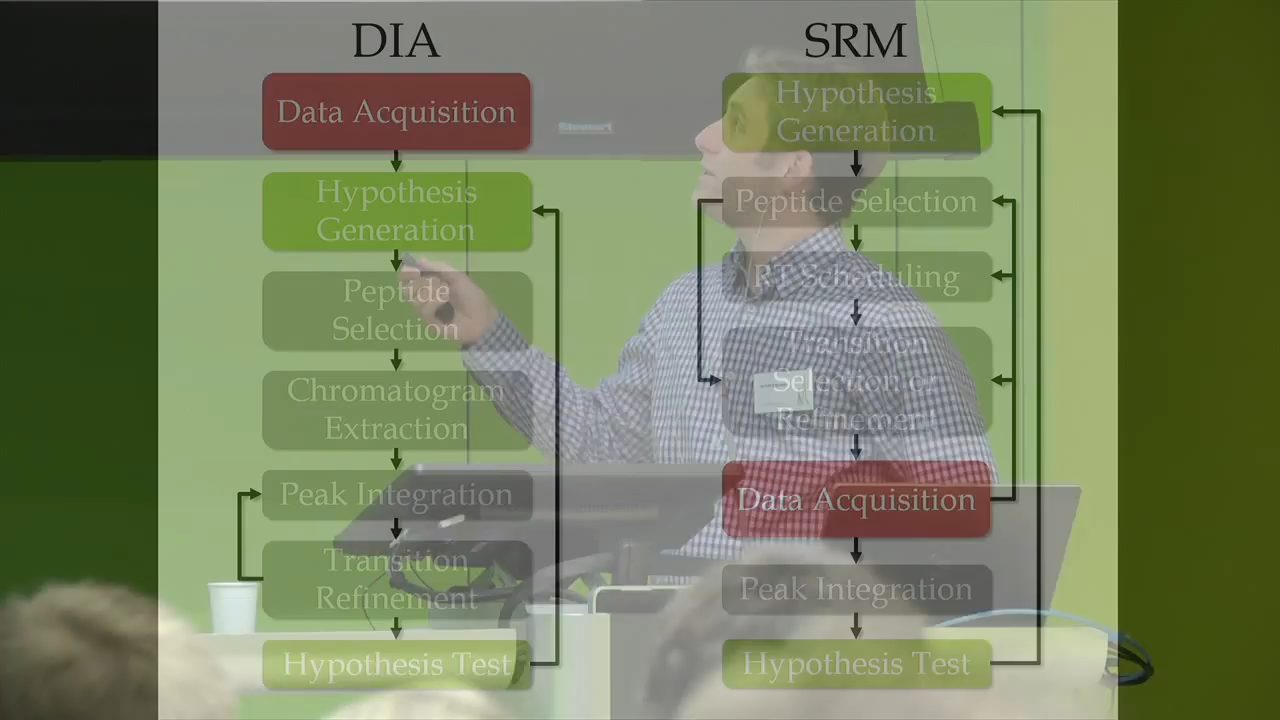 DIA
Data Acquisition
Hypothesis
Generation
Peptide
Selection
Chromatogram
Extraction
Peak Integration
Transition
Refinement
Hypothesis Test
SRM
Hypothesis
Generation
Peptide Selection
RT Scheduling
Transition
Selection or
Refinement
Data Acquisition
Peak Integration
Hypothesis Test
Stewart